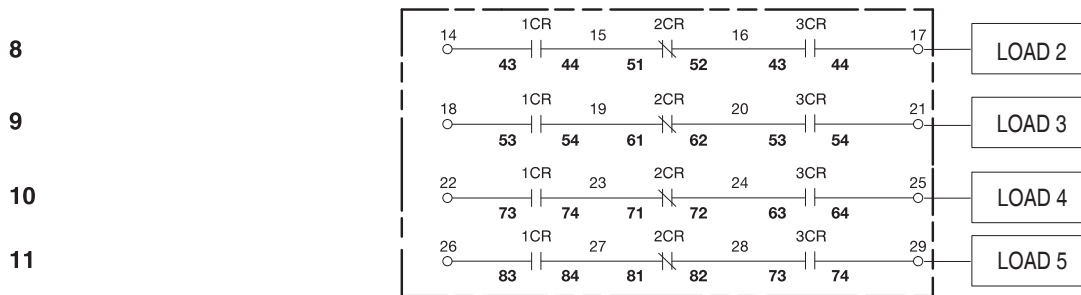 1CR 2CR 3CR
8 14 15 16 17 LOAD 2
43 44 51 52 43 44
1CR 2CR 3CR
9 18 19 20 21 LOAD 3
53 54 61 62 53 54
1CR 2CR 3CR
10 22 23 24 25 LOAD 4
73 74 71 72 63 64
1CR 2CR 3CR
11 26 27 28 29 LOAD 5
83 84 81 82 73 74